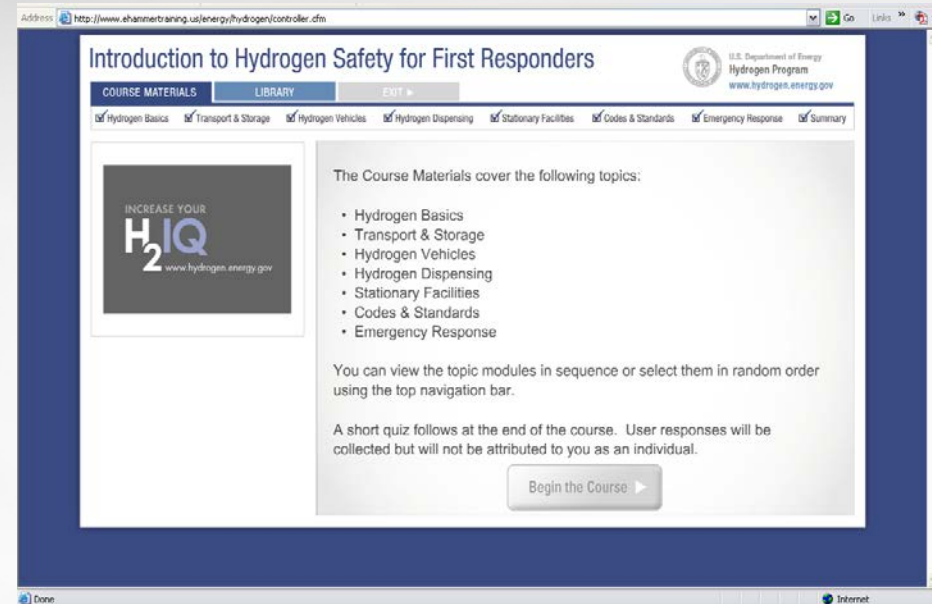 Address http://www.ehammertraining.us/energy/hydrogen/controller.cfm Go Links »
Introduction to Hydrogen Safety for First Responders
U.S. Department of Energy
Hydrogen Program
www.hydrogen.energy.gov
COURSE MATERIALS LIBRARY EXIT
Hydrogen Basics Transport & Storage Hydrogen Vehicles Hydrogen Dispensing Stationary Facilities Codes & Standards Emergency Response Summary
INCREASE YOUR
H2IQ
www.hydrogen.energy.gov
The Course Materials cover the following topics:
• Hydrogen Basics
• Transport & Storage
• Hydrogen Vehicles
• Hydrogen Dispensing
• Stationary Facilities
• Codes & Standards
• Emergency Response
You can view the topic modules in sequence or select them in random order
using the top navigation bar.
A short quiz follows at the end of the course. User responses will be
collected but will not be attributed to you as an individual.
Begin the Course
Done Internet